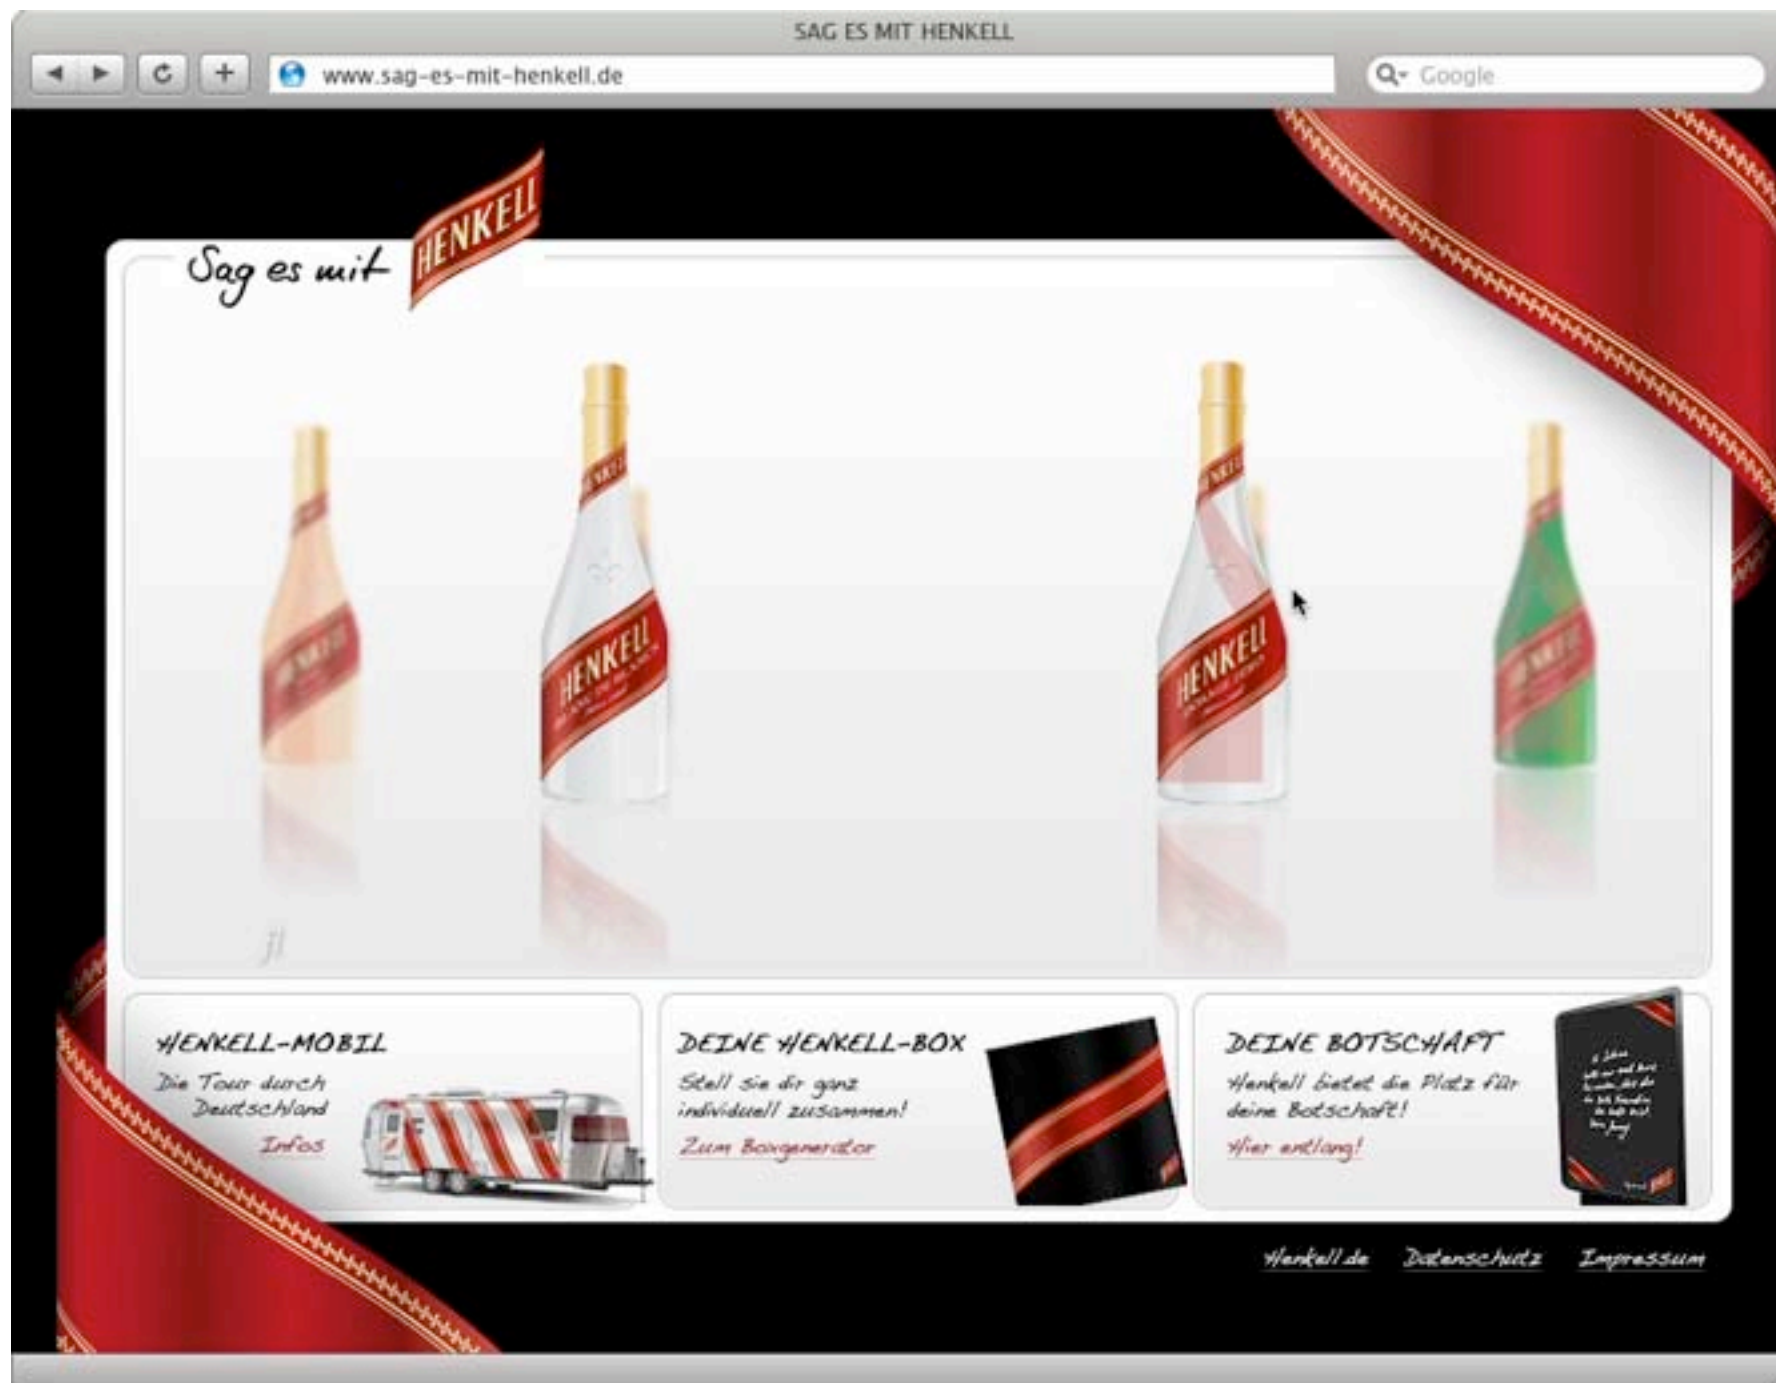 SAG ES MIT HENKELL
www.sag-es-mit-henkell.de
Google
Sag es mit HENKELL
HENKELL
HENKELL
HENKELL
HENKELL
HENKELL-MOBIL
Die Tour durch
Deutschland
Infos
DEINE HENKELL-BOX
Stell sie dir ganz
individuell zusammen!
Zum Boxgenerator
DEINE BOTSCHAFT
Henkell bietet die Platz für
deine Botschaft!
Hier entlang!
Henkell.de Datenschutz Impressum